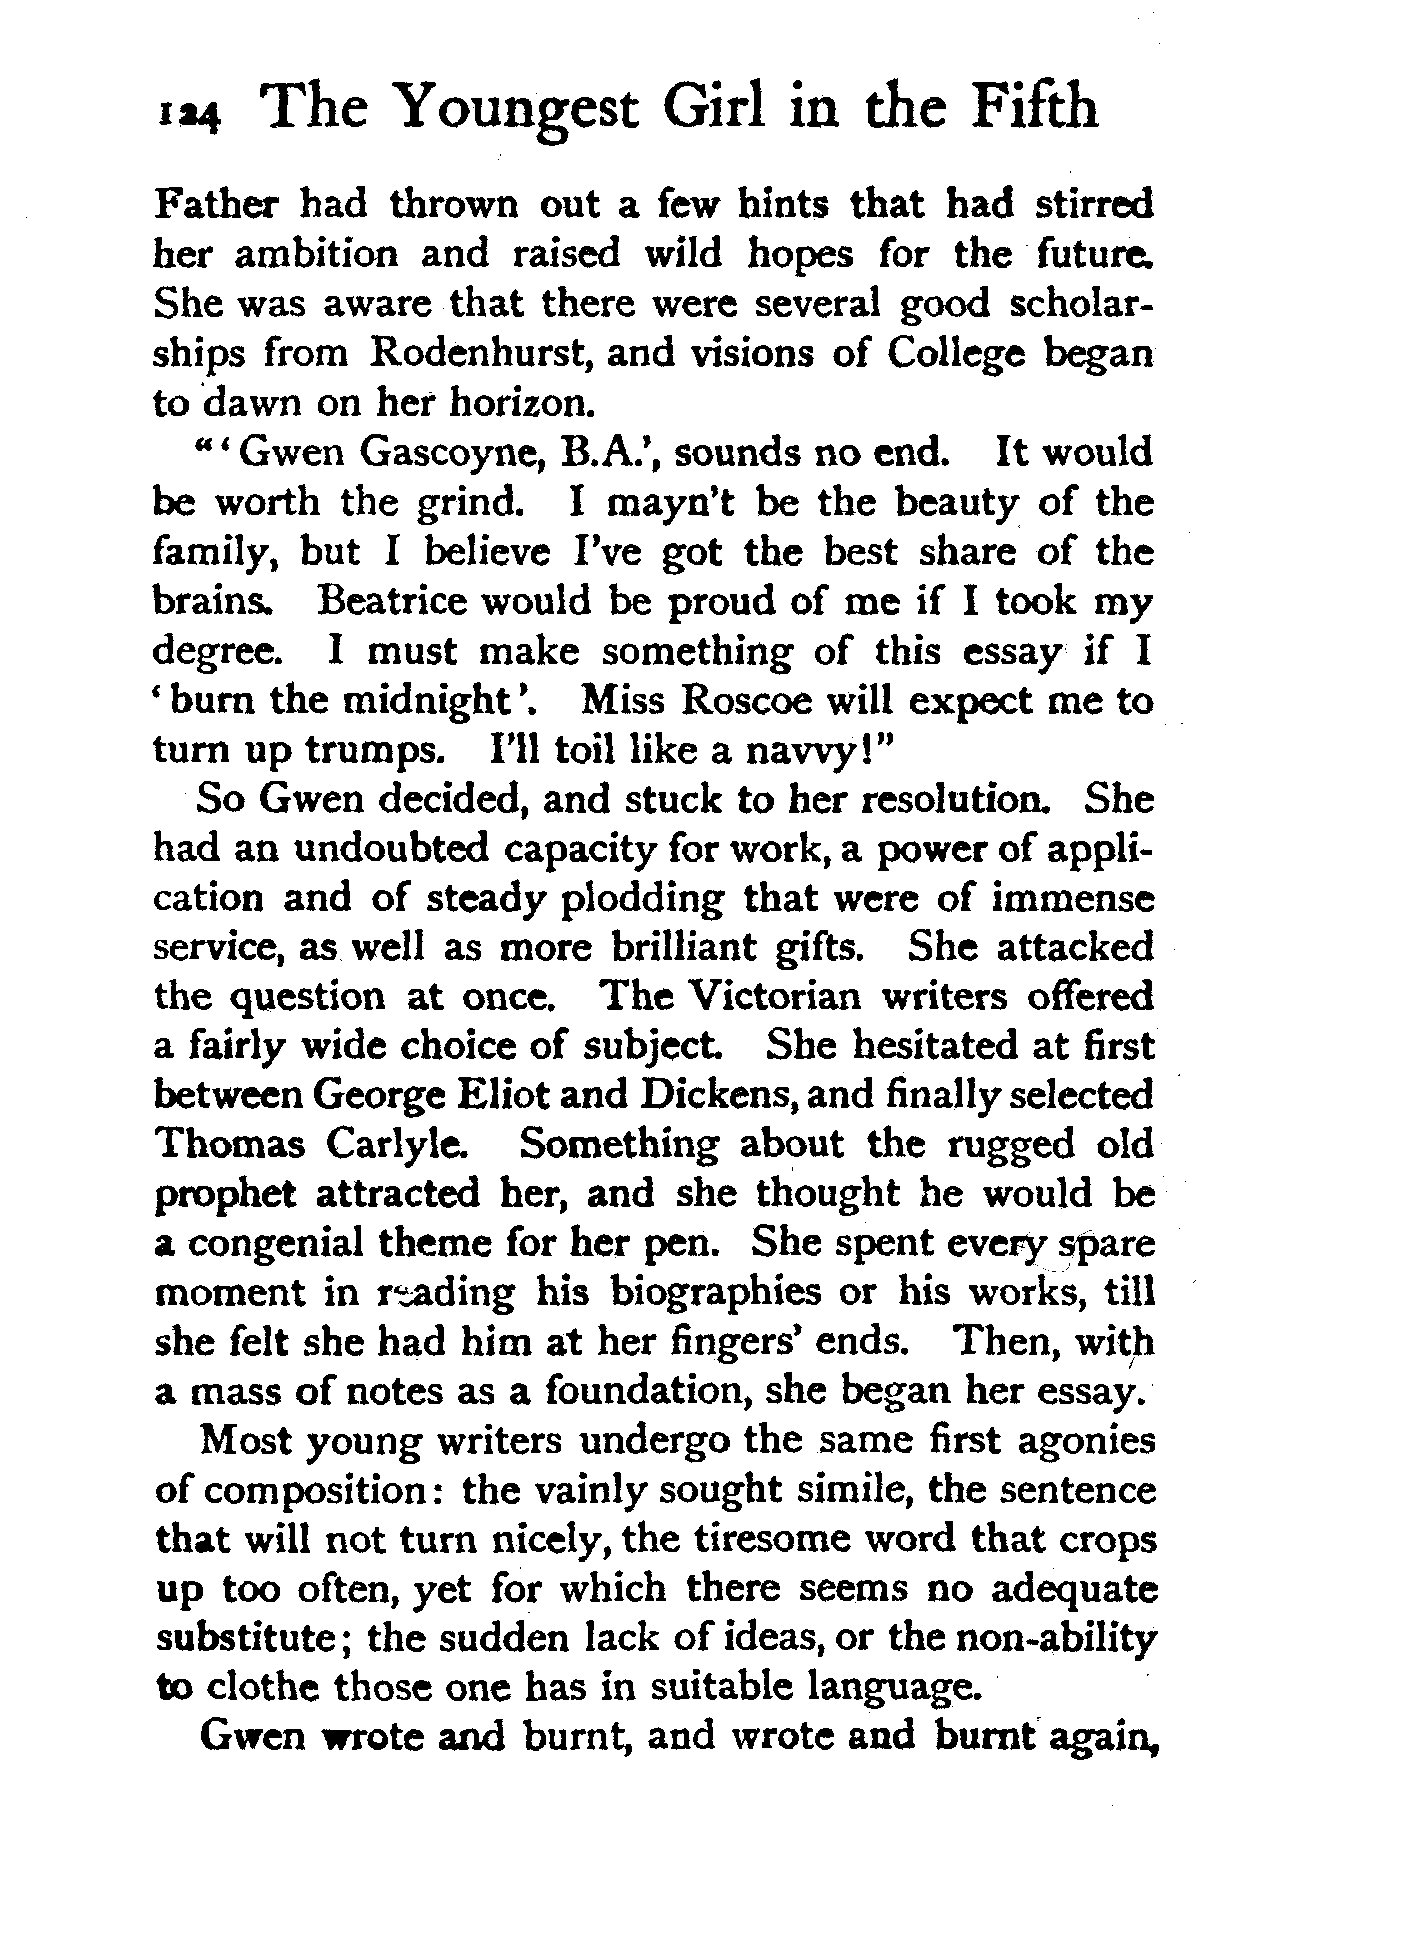 124 The Youngest Girl in the Fifth
Father had thrown out a few hints that had stirred
her ambition and raised wild hopes for the future.
She was aware that there were several good scholar-
ships from Rodenhurst, and visions of College began
to dawn on her horizon.
"'Gwen Gascoyne, B.A.', sounds no end. It would
be worth the grind. I mayn't be the beauty of the
family, but I believe I've got the best share of the
brains. Beatrice would be proud of me if I took my
degree. I must make something of this essay if I
'burn the midnight'. Miss Roscoe will expect me to
turn up trumps. I'll toil like a navvy!"
So Gwen decided, and stuck to her resolution. She
had an undoubted capacity for work, a power of appli-
cation and of steady plodding that were of immense
service, as well as more brilliant gifts. She attacked
the question at once. The Victorian writers offered
a fairly wide choice of subject. She hesitated at first
between George Eliot and Dickens, and finally selected
Thomas Carlyle. Something about the rugged old
prophet attracted her, and she thought he would be
a congenial theme for her pen. She spent every spare
moment in reading his biographies or his works, till
she felt she had him at her fingers' ends. Then, with
a mass of notes as a foundation, she began her essay.
Most young writers undergo the same first agonies
of composition: the vainly sought simile, the sentence
that will not turn nicely, the tiresome word that crops
up too often, yet for which there seems no adequate
substitute; the sudden lack of ideas, or the non-ability
to clothe those one has in suitable language.
Gwen wrote and burnt, and wrote and burnt again,